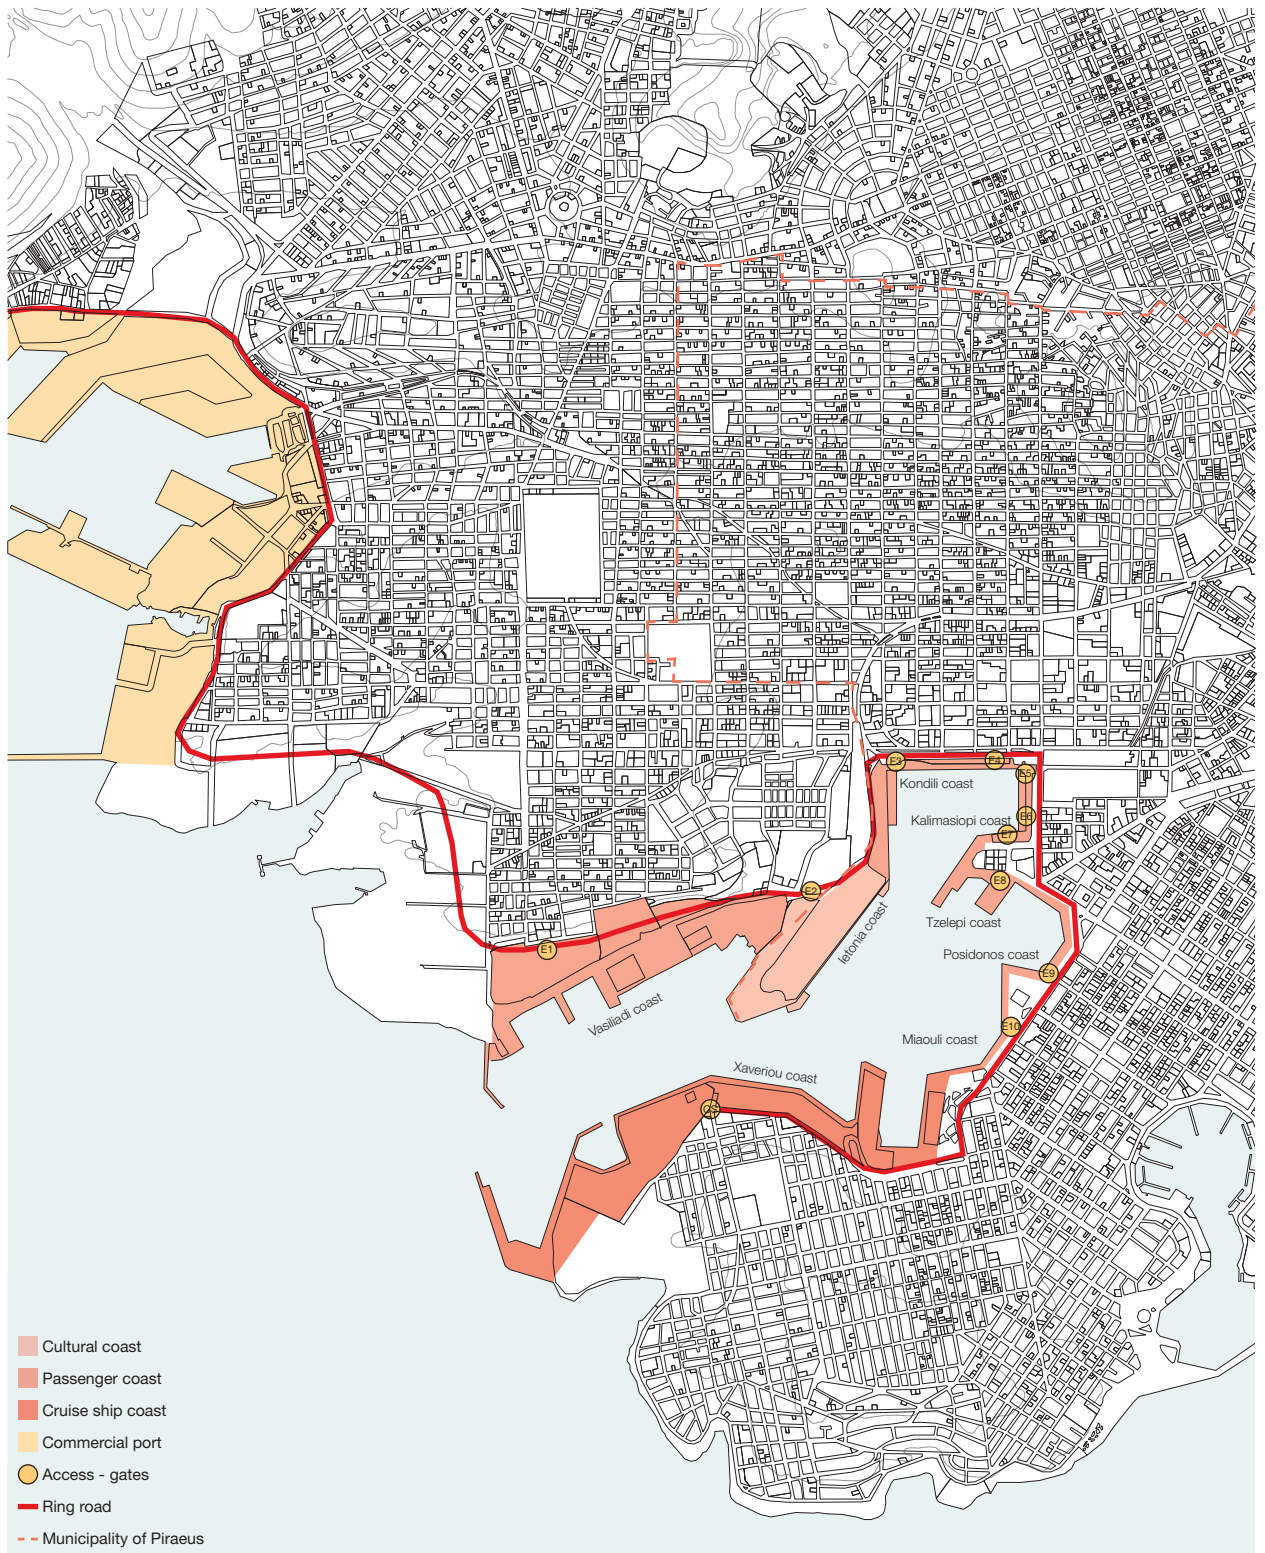 E3
E4
E5
Kondili coast
E6
Kalimasiopi coast
E7
E8
E2
Tzelepi coast
Ietonia coast
E1
Posidonos coast
E9
Vasiliadi coast
E10
Miaouli coast
Xaveriou coast
Cultural coast
Passenger coast
Cruise ship coast
Commercial port
Access - gates
Ring road
Municipality of Piraeus